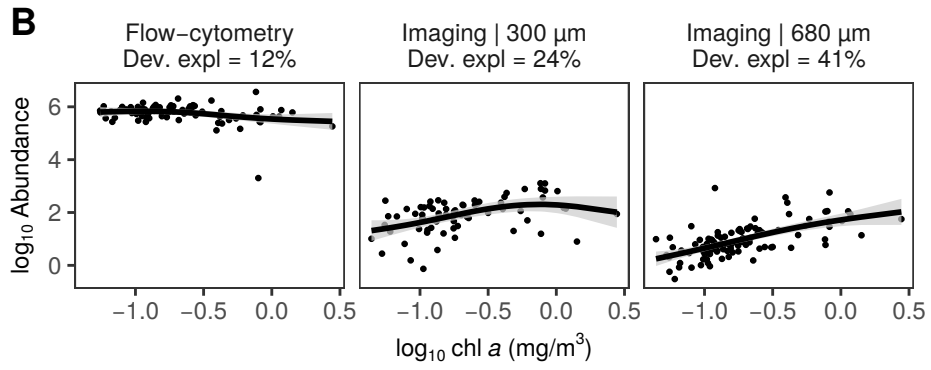 B
Flow−cytometry
Dev. expl = 12%
Imaging | 300 μm
Dev. expl = 24%
Imaging | 680 μm
Dev. expl = 41%
log₁₀ Abundance
6
4
2
0
−1.0 −0.5 0.0 0.5
−1.0 −0.5 0.0 0.5
−1.0 −0.5 0.0 0.5
log₁₀ chl a (mg/m³)